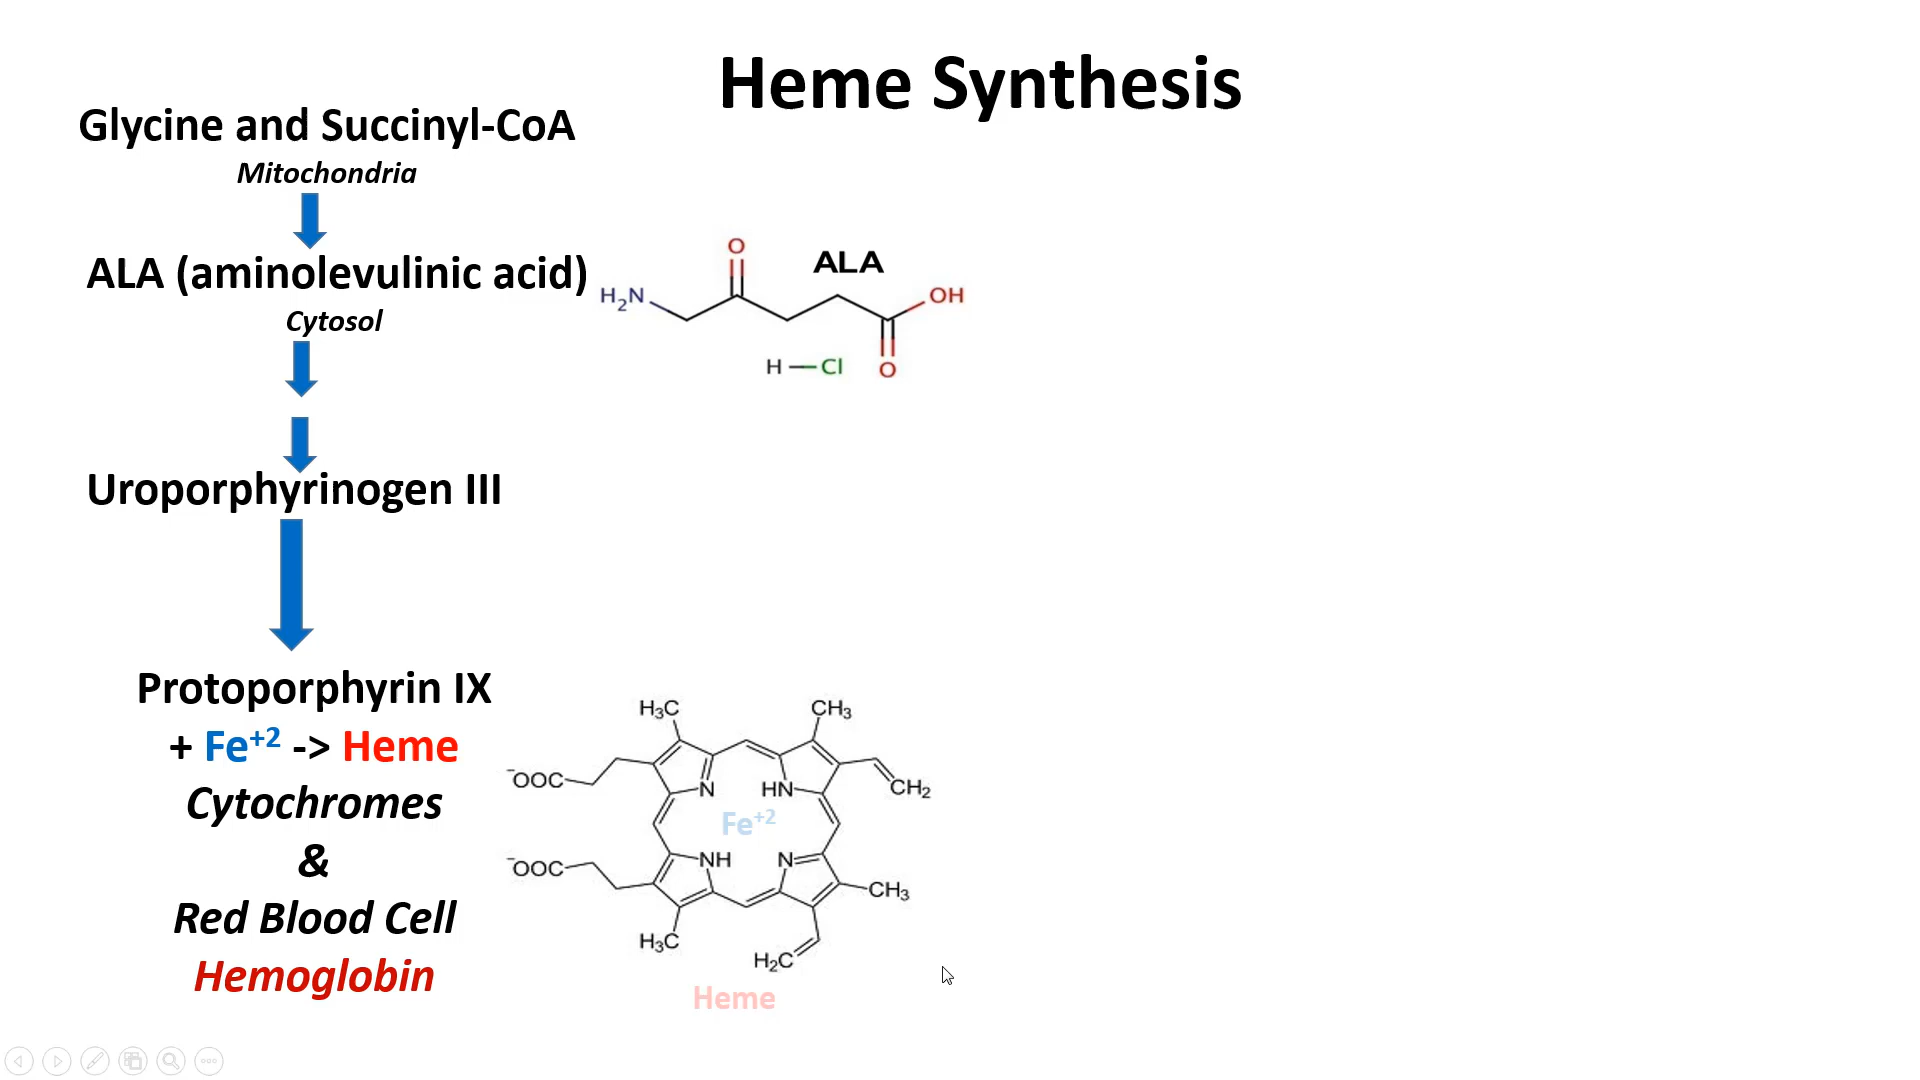 Heme Synthesis
Glycine and Succinyl-CoA
Mitochondria
ALA (aminolevulinic acid)
Cytosol
O
ALA
H₂N
OH
H
Cl
O
Uroporphyrinogen III
Protoporphyrin IX
+ Fe⁺² -> Heme
Cytochromes
&
Red Blood Cell
Hemoglobin
H₃C
CH₃
⁻OOC
N
HN
CH₂
Fe⁺²
⁻OOC
NH
N
CH₃
H₃C
H₂C
Heme